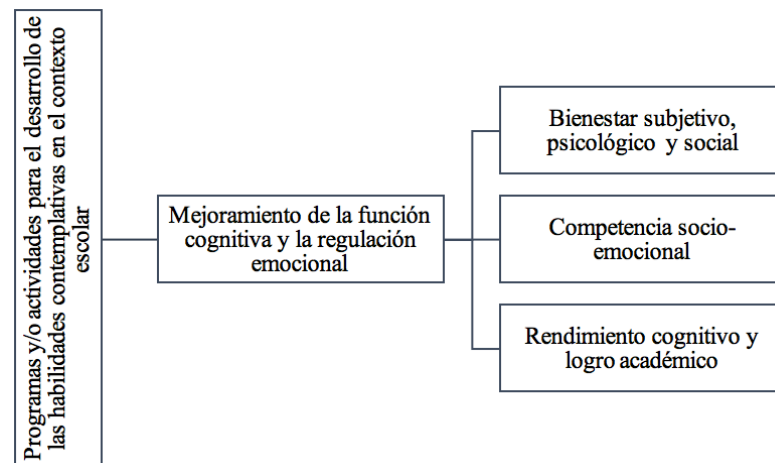 Programas y/o actividades para el desarrollo de
las habilidades contemplativas en el contexto
escolar
Mejoramiento de la función
cognitiva y la regulación
emocional
Bienestar subjetivo,
psicológico y social
Competencia socio-
emocional
Rendimiento cognitivo y
logro académico